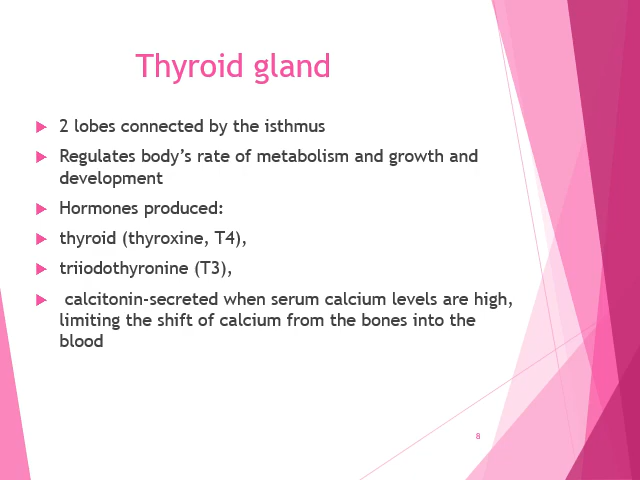 Thyroid gland
2 lobes connected by the isthmus
Regulates body's rate of metabolism and growth and
development
Hormones produced:
thyroid (thyroxine, T4),
triiodothyronine (T3),
calcitonin-secreted when serum calcium levels are high,
limiting the shift of calcium from the bones into the
blood
8